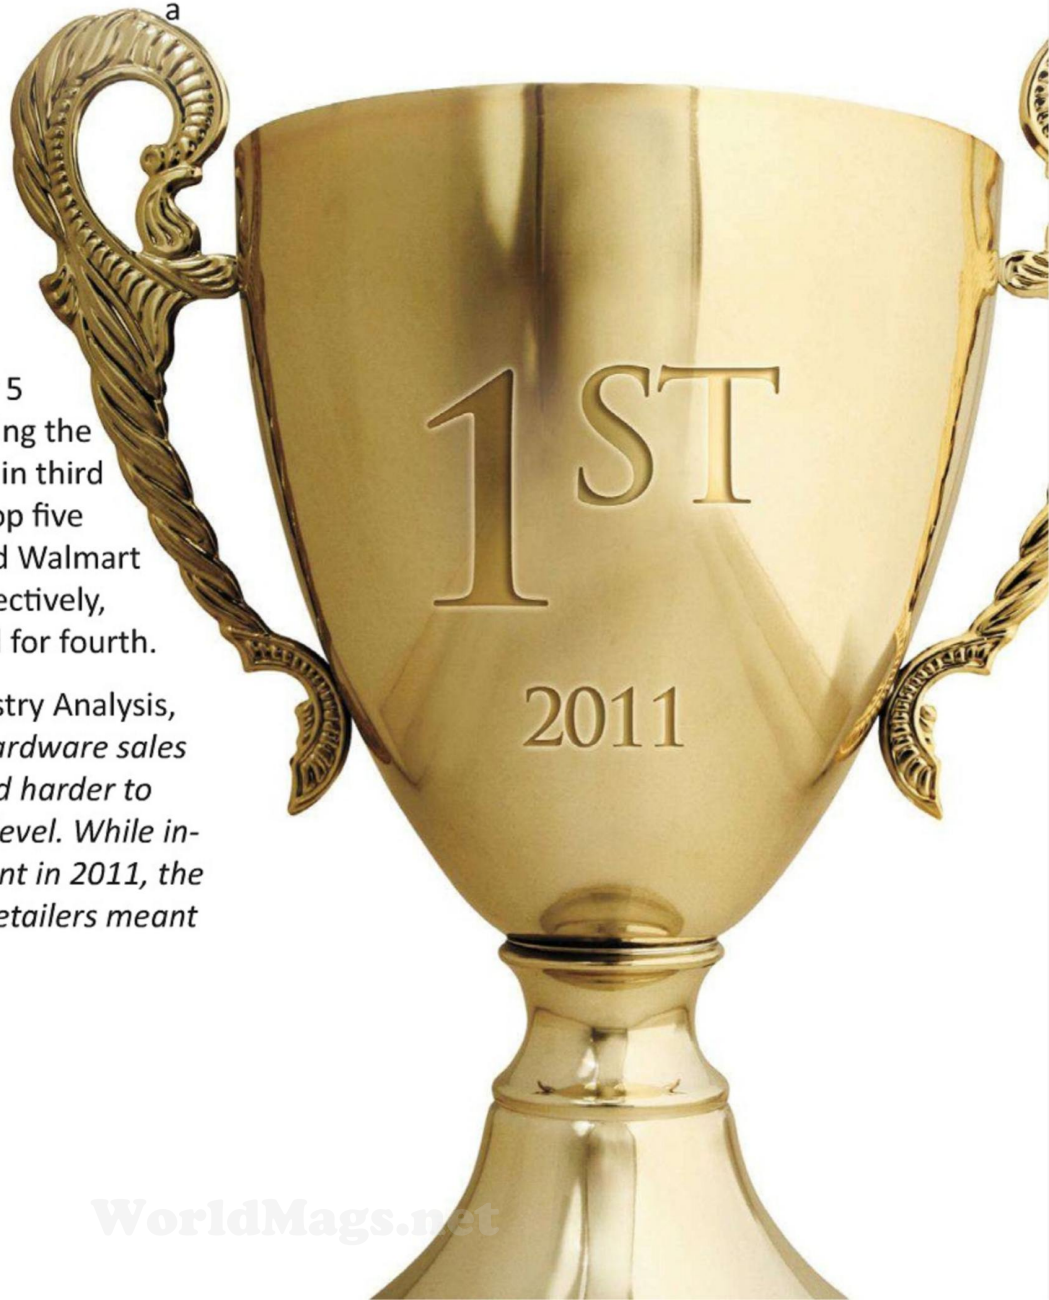 a
5
ng the
in third
op five
d Walmart
ectively,
l for fourth.
stry Analysis,
ardware sales
d harder to
evel. While in-
nt in 2011, the
etailers meant
1ST
2011
WorldMags.net